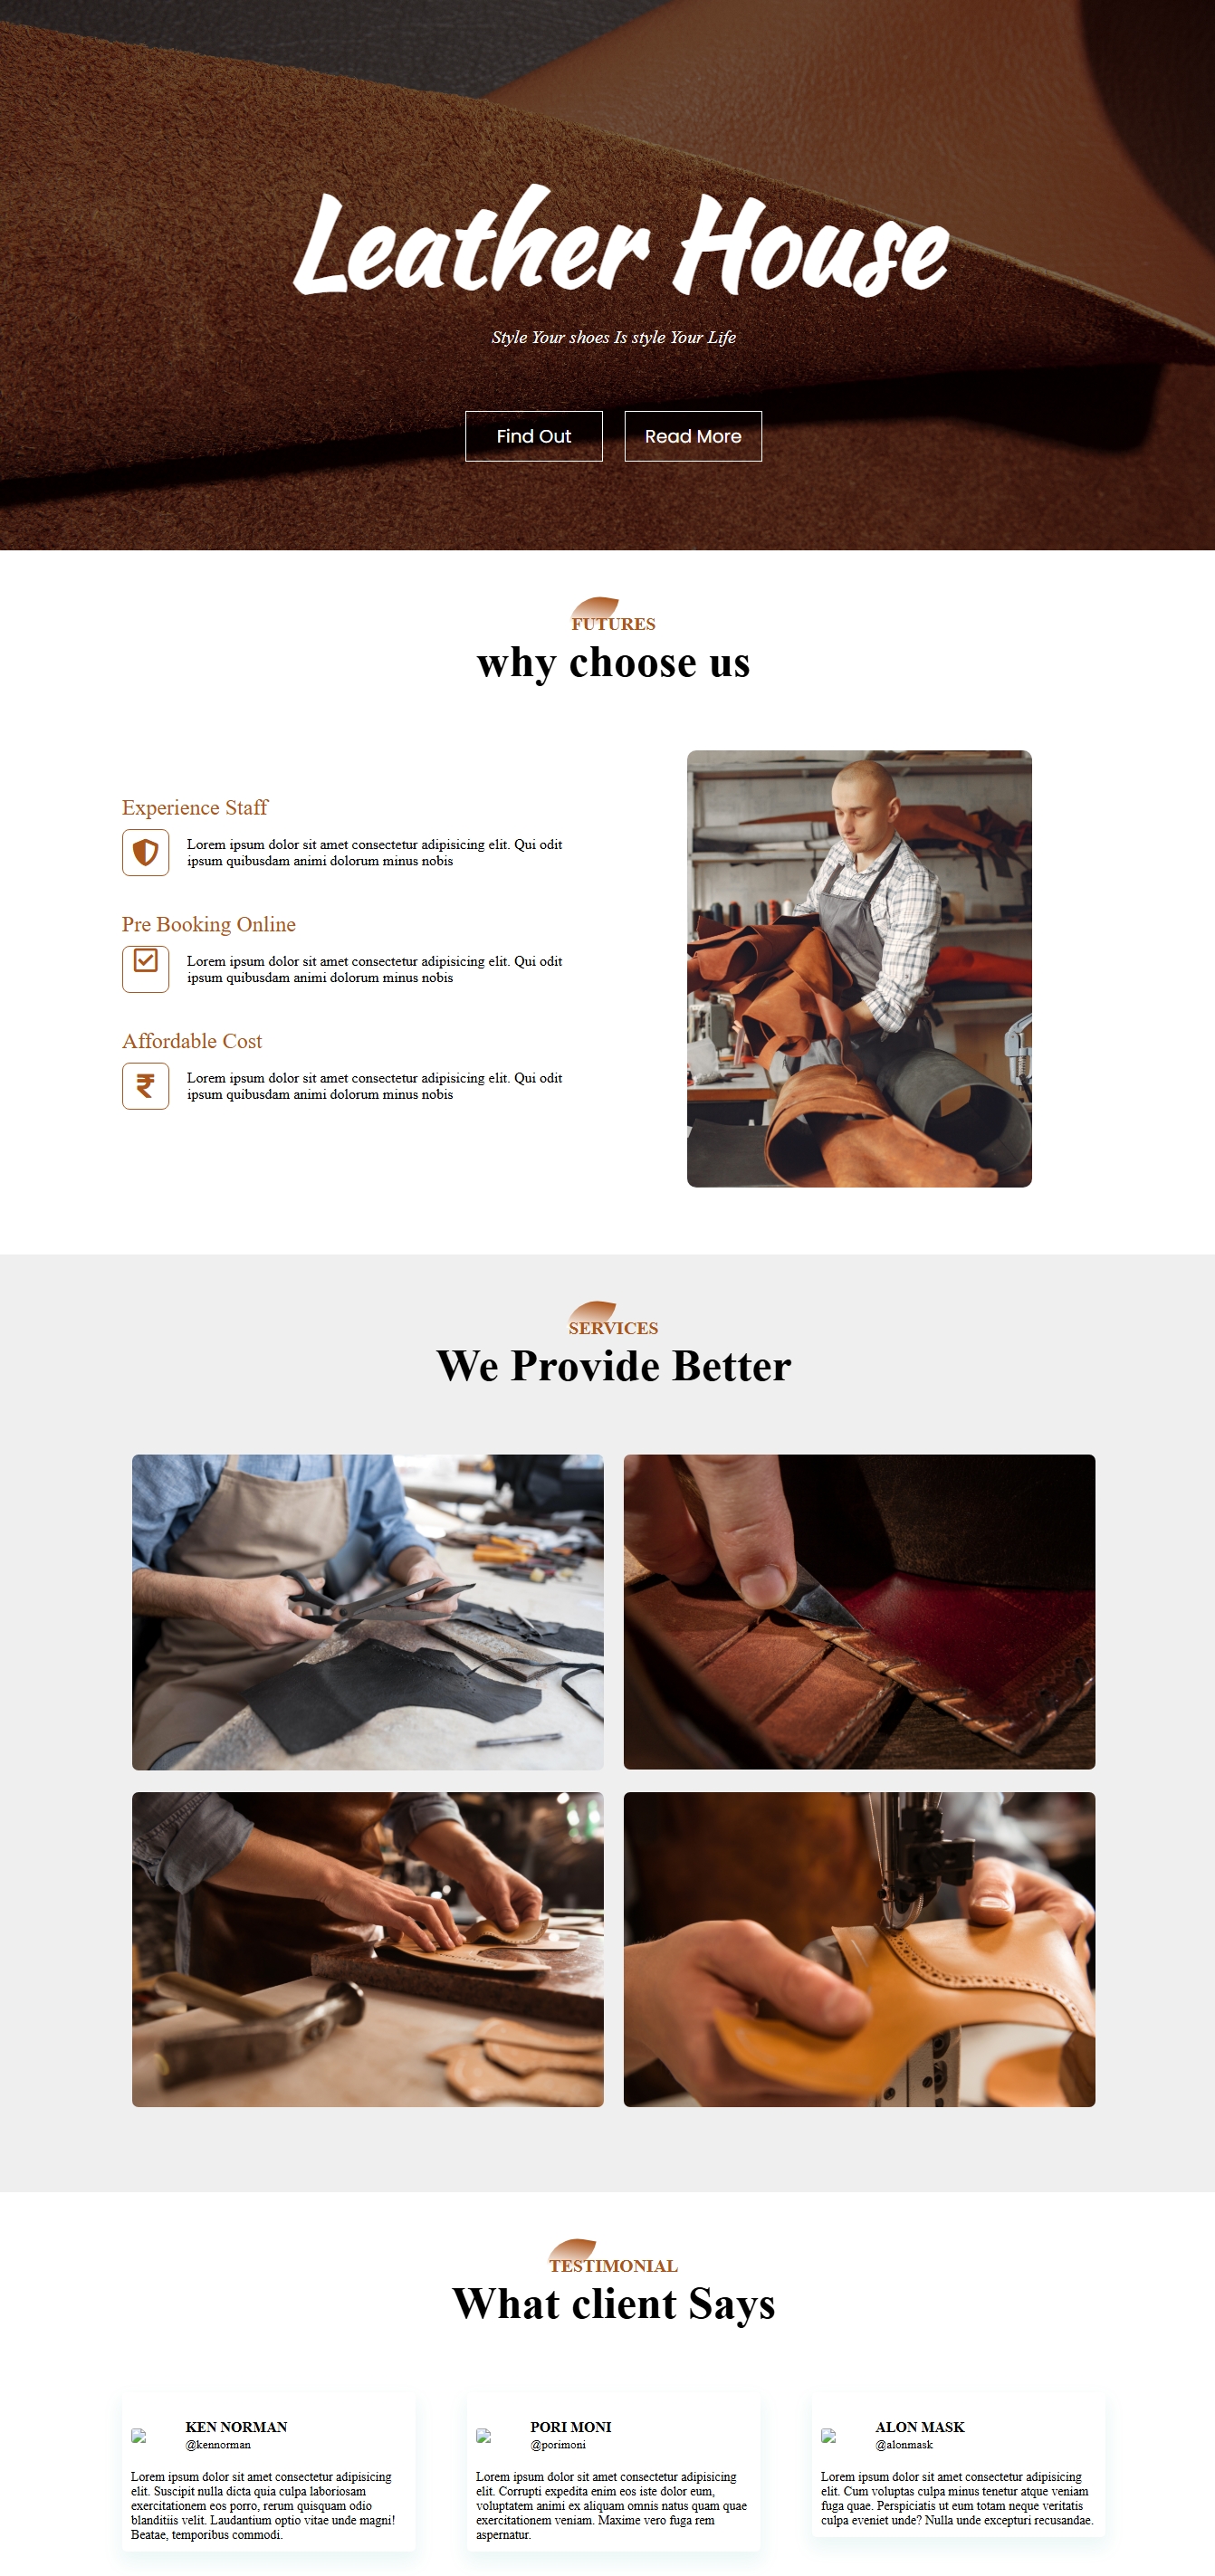 Leather House
Style Your shoes Is style Your Life
Find Out
Read More
FUTURES
why choose us
Experience Staff
Lorem ipsum dolor sit amet consectetur adipisicing elit. Qui odit
ipsum quibusdam animi dolorum minus nobis
Pre Booking Online
Lorem ipsum dolor sit amet consectetur adipisicing elit. Qui odit
ipsum quibusdam animi dolorum minus nobis
Affordable Cost
₹
Lorem ipsum dolor sit amet consectetur adipisicing elit. Qui odit
ipsum quibusdam animi dolorum minus nobis
SERVICES
We Provide Better
TESTIMONIAL
What client Says
KEN NORMAN
@kennorman
Lorem ipsum dolor sit amet consectetur adipisicing
elit. Suscipit nulla dicta quia culpa laboriosam
exercitationem eos porro, rerum quisquam odio
blanditiis velit. Laudantium optio vitae unde magni!
Beatae, temporibus commodi.
PORI MONI
@porimoni
Lorem ipsum dolor sit amet consectetur adipisicing
elit. Corrupti expedita enim eos iste dolor eum,
voluptatem animi ex aliquam omnis natus quam quae
exercitationem veniam. Maxime vero fuga rem
aspernatur.
ALON MASK
@alonmask
Lorem ipsum dolor sit amet consectetur adipisicing
elit. Cum voluptas culpa minus tenetur atque veniam
fuga quae. Perspiciatis ut eum totam neque veritatis
culpa eveniet unde? Nulla unde excepturi recusandae.